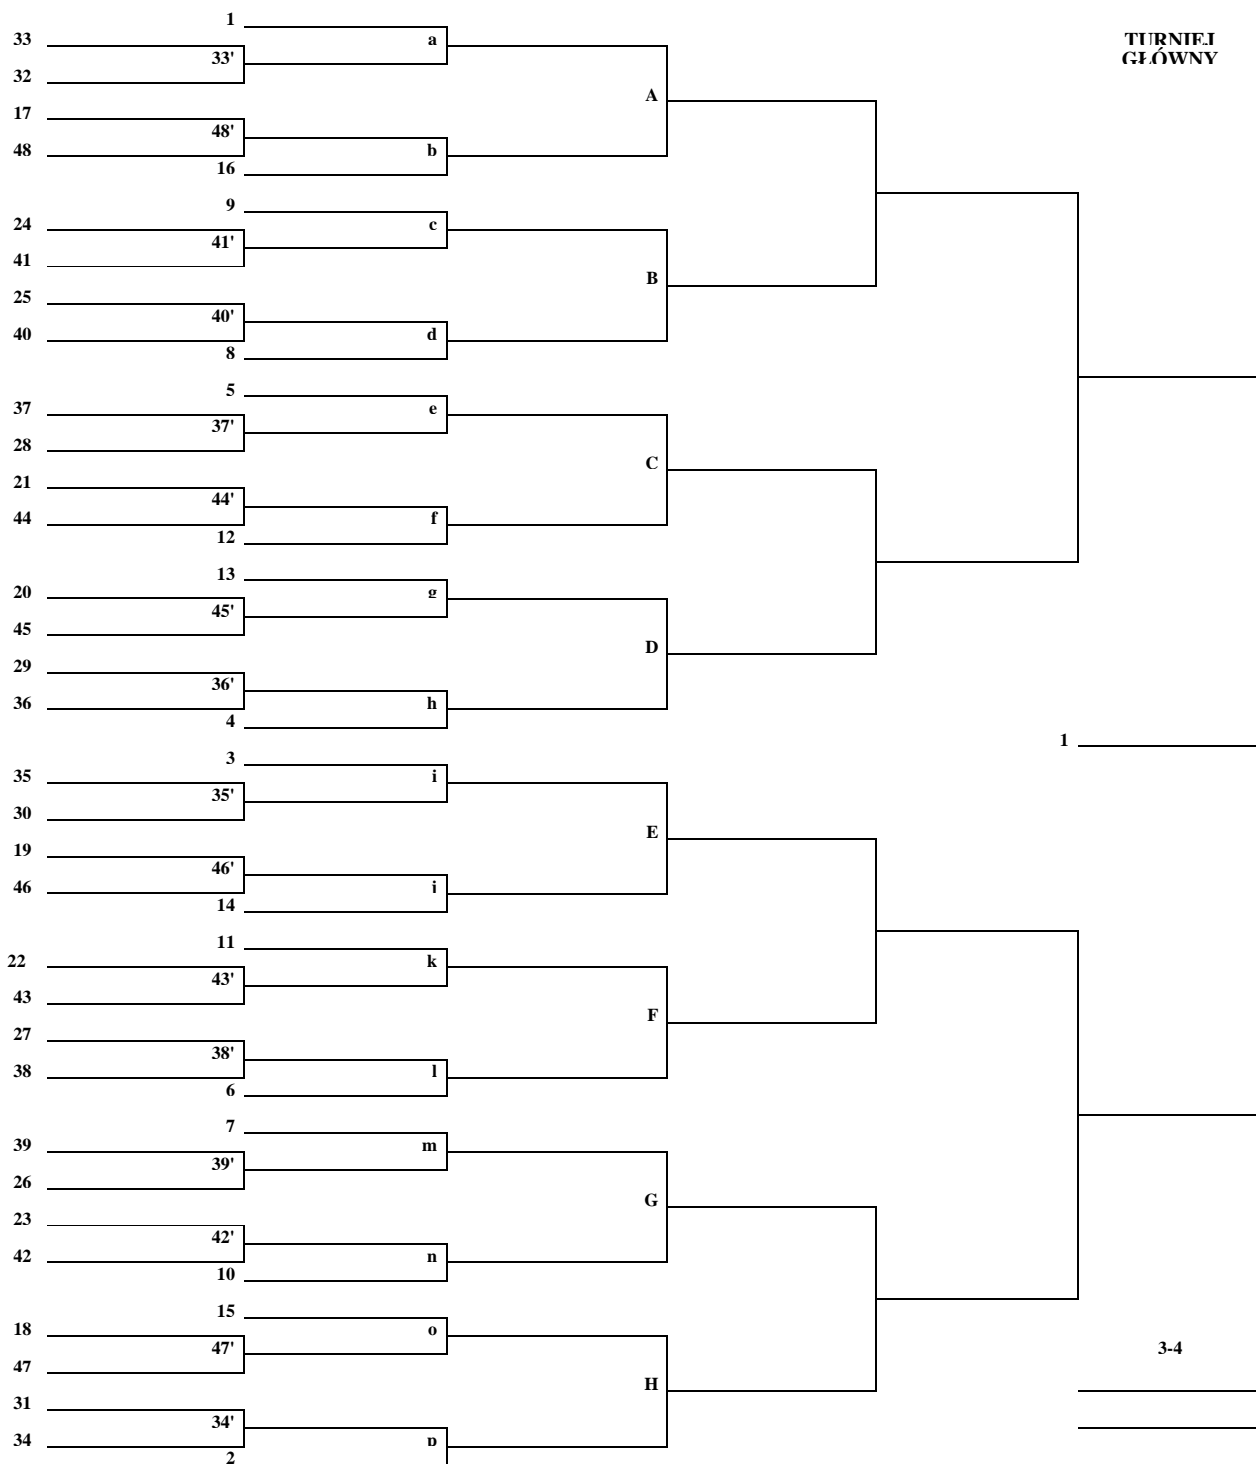 1
TURNIEJ
GŁÓWNY
33
a
33'
32
A
17
48'
48
b
16
9
24
c
41'
41
B
25
40'
40
d
8
5
37
e
37'
28
C
21
44'
44
f
12
13
20
g
45'
45
D
29
36'
36
h
4
1
3
35
i
35'
30
E
19
46'
46
j
14
11
22
k
43'
43
F
27
38'
38
l
6
7
39
m
39'
26
G
23
42'
42
n
10
15
18
o
47'
3-4
47
H
31
34'
34
p
2